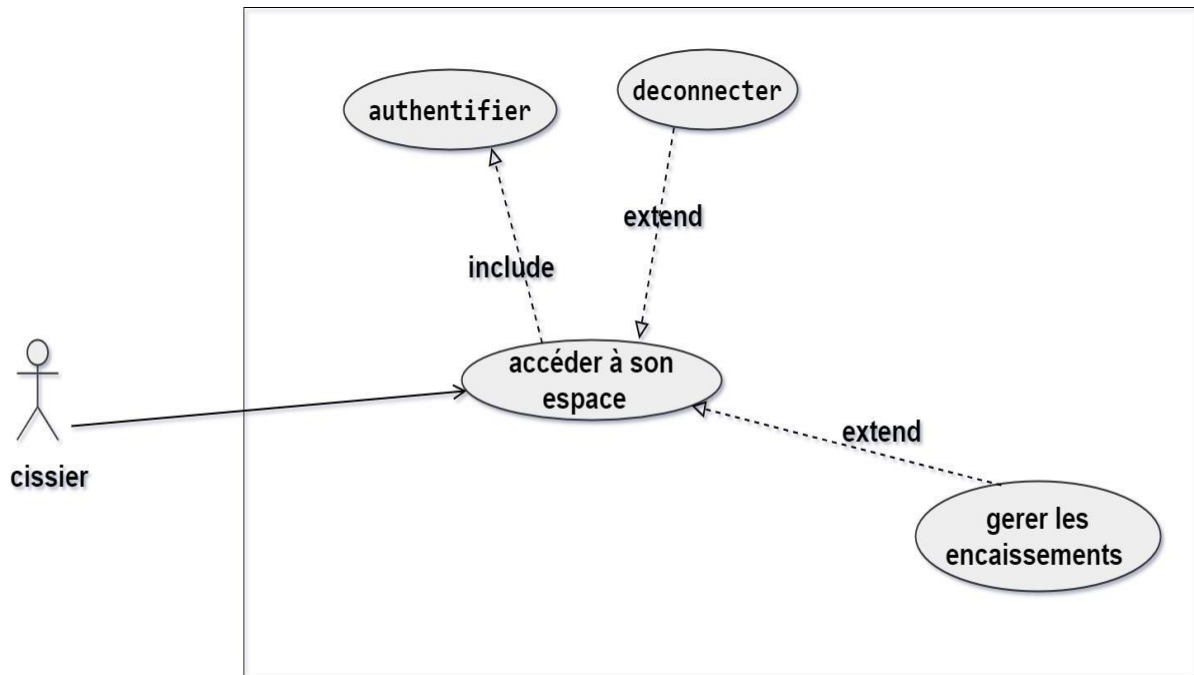 authentifier
deconnecter
extend
include
accéder à son
espace
cissier
extend
gerer les
encaissements